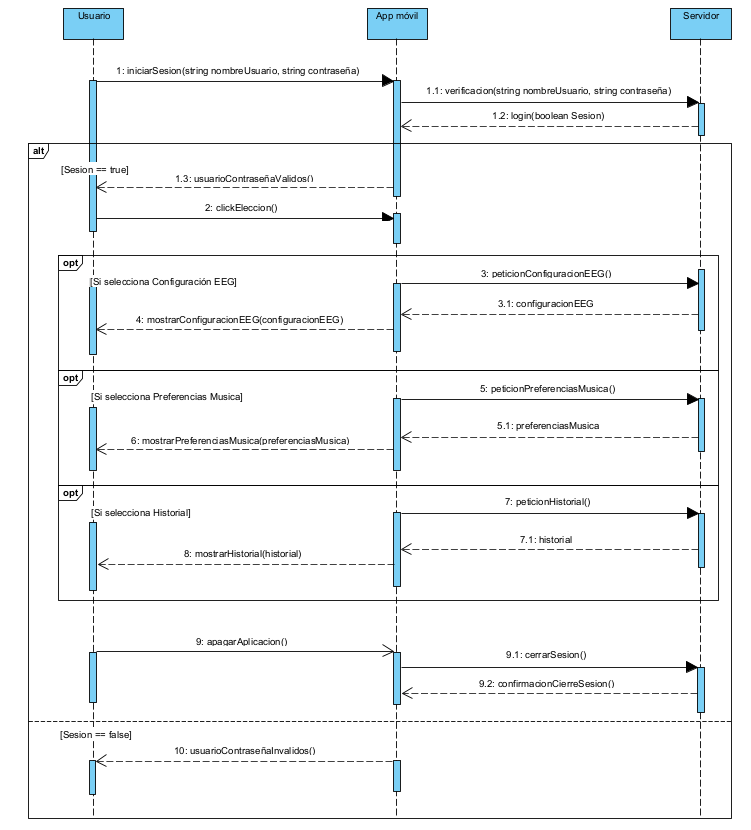 Usuario
App móvil
Servidor
1: iniciarSesion(string nombreUsuario, string contraseña)
1.1: verificacion(string nombreUsuario, string contraseña)
1.2: login(boolean Sesion)
alt
[Sesion == true]
1.3: usuarioContraseñaValidos()
2: clickEleccion()
opt
[Si selecciona Configuración EEG]
3: peticionConfiguracionEEG()
3.1: configuracionEEG
4: mostrarConfiguracionEEG(configuracionEEG)
opt
[Si selecciona Preferencias Musica]
5: peticionPreferenciasMusica()
5.1: preferenciasMusica
6: mostrarPreferenciasMusica(preferenciasMusica)
opt
[Si selecciona Historial]
7: peticionHistorial()
7.1: historial
8: mostrarHistorial(historial)
9: apagarAplicacion()
9.1: cerrarSesion()
9.2: confirmacionCierreSesion()
[Sesion == false]
10: usuarioContraseñaInvalidos()